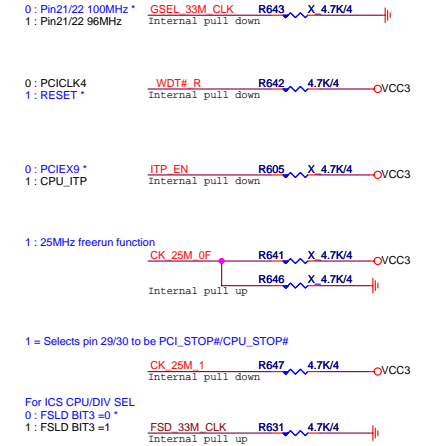 0 : Pin21/22 100MHz * GSEL_33M_CLK R643 X_4.7K/4
1 : Pin21/22 96MHz Internal pull down
0 : PCICLK4 WDT#_R R642 4.7K/4 VCC3
1 : RESET * Internal pull down
0 : PCIEX9 * ITP_EN R605 X_4.7K/4 VCC3
1 : CPU_ITP Internal pull down
1 : 25MHz freerun function
CK_25M_0F R641 X_4.7K/4 VCC3
R646 X_4.7K/4
Internal pull up
1 = Selects pin 29/30 to be PCI_STOP#/CPU_STOP#
CK_25M_1 R647 4.7K/4 VCC3
Internal pull down
For ICS CPU/DIV SEL
0 : FSLD BIT3 =0 *
1 : FSLD BIT3 =1 FSD_33M_CLK R631 4.7K/4
Internal pull up